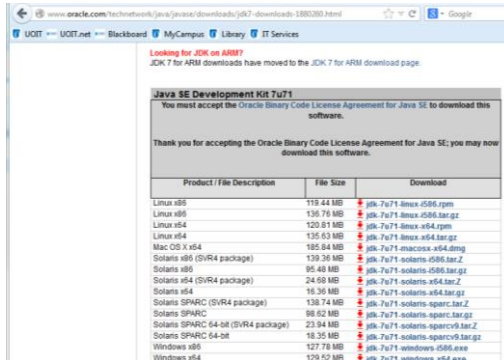 www.oracle.com/technetwork/java/javase/downloads/jdk7-downloads-1880260.html
Google
UOIT UOIT.net Blackboard MyCampus Library IT Services
Looking for JDK on ARM?
JDK 7 for ARM downloads have moved to the JDK 7 for ARM download page.
Java SE Development Kit 7u71
You must accept the Oracle Binary Code License Agreement for Java SE to download this
software.
Thank you for accepting the Oracle Binary Code License Agreement for Java SE; you may now
download this software.
Product / File Description File Size Download
Linux x86 119.44 MB jdk-7u71-linux-i586.rpm
Linux x86 136.76 MB jdk-7u71-linux-i586.tar.gz
Linux x64 120.81 MB jdk-7u71-linux-x64.rpm
Linux x64 135.63 MB jdk-7u71-linux-x64.tar.gz
Mac OS X x64 185.84 MB jdk-7u71-macosx-x64.dmg
Solaris x86 (SVR4 package) 139.36 MB jdk-7u71-solaris-i586.tar.Z
Solaris x86 95.48 MB jdk-7u71-solaris-i586.tar.gz
Solaris x64 (SVR4 package) 24.68 MB jdk-7u71-solaris-x64.tar.Z
Solaris x64 16.36 MB jdk-7u71-solaris-x64.tar.gz
Solaris SPARC (SVR4 package) 138.74 MB jdk-7u71-solaris-sparc.tar.Z
Solaris SPARC 98.62 MB jdk-7u71-solaris-sparc.tar.gz
Solaris SPARC 64-bit (SVR4 package) 23.94 MB jdk-7u71-solaris-sparcv9.tar.Z
Solaris SPARC 64-bit 18.35 MB jdk-7u71-solaris-sparcv9.tar.gz
Windows x86 127.78 MB jdk-7u71-windows-i586.exe
Windows x64 129.52 MB jdk-7u71-windows-x64.exe